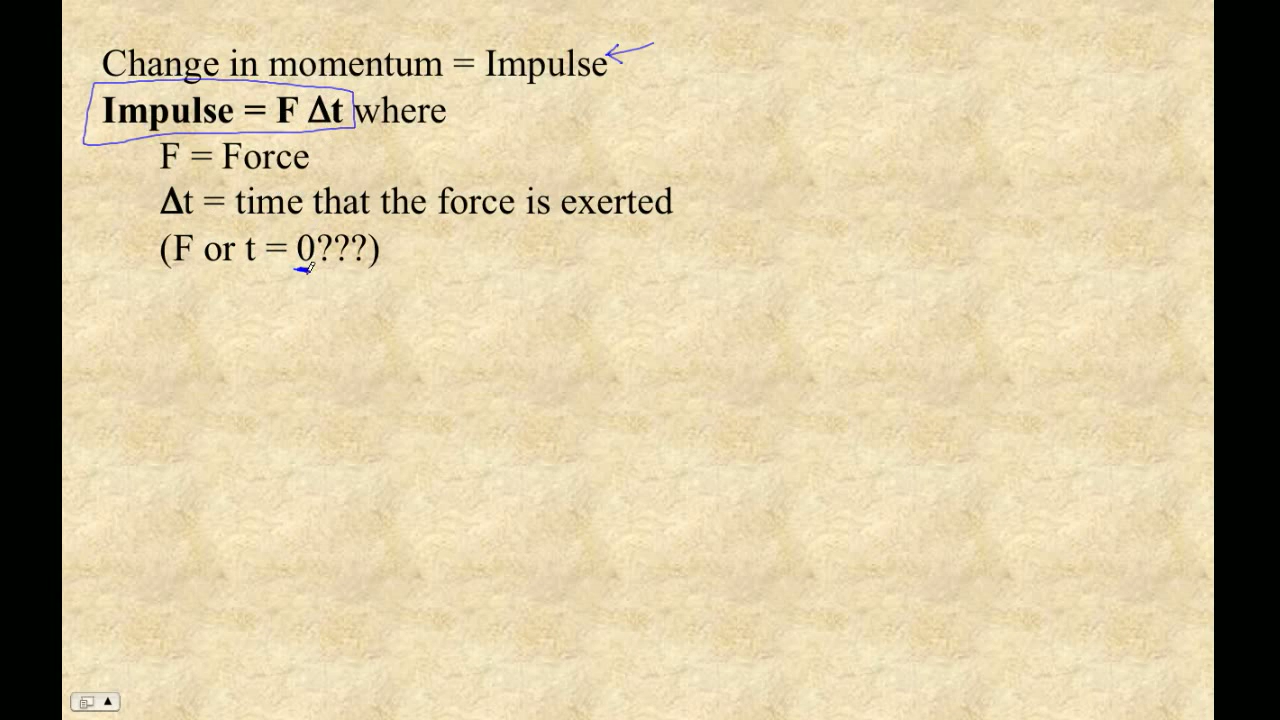 Change in momentum = Impulse
Impulse = F Δt where
F = Force
Δt = time that the force is exerted
(F or t = 0???)